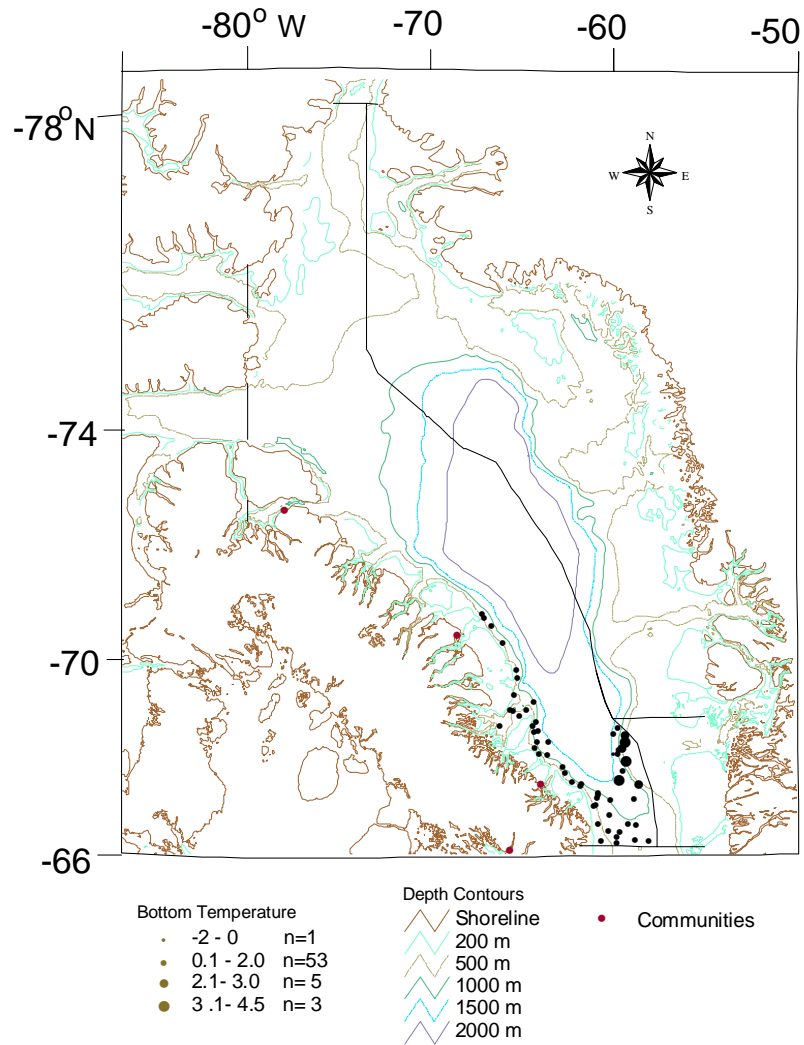 -80° W -70 -60 -50
-78°N
N
W E
S
-74
-70
-66
Bottom Temperature
-2 - 0 n=1
0.1 - 2.0 n=53
2.1- 3.0 n= 5
3 .1- 4.5 n= 3
Depth Contours
Shoreline
200 m
500 m
1000 m
1500 m
2000 m
Communities